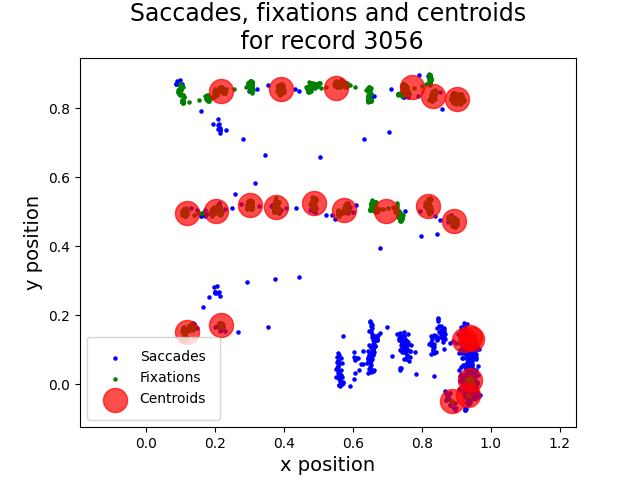 Saccades, fixations and centroids
for record 3056
y position
0.8
0.6
0.4
0.2
0.0
Saccades
Fixations
Centroids
0.0 0.2 0.4 0.6 0.8 1.0 1.2
x position